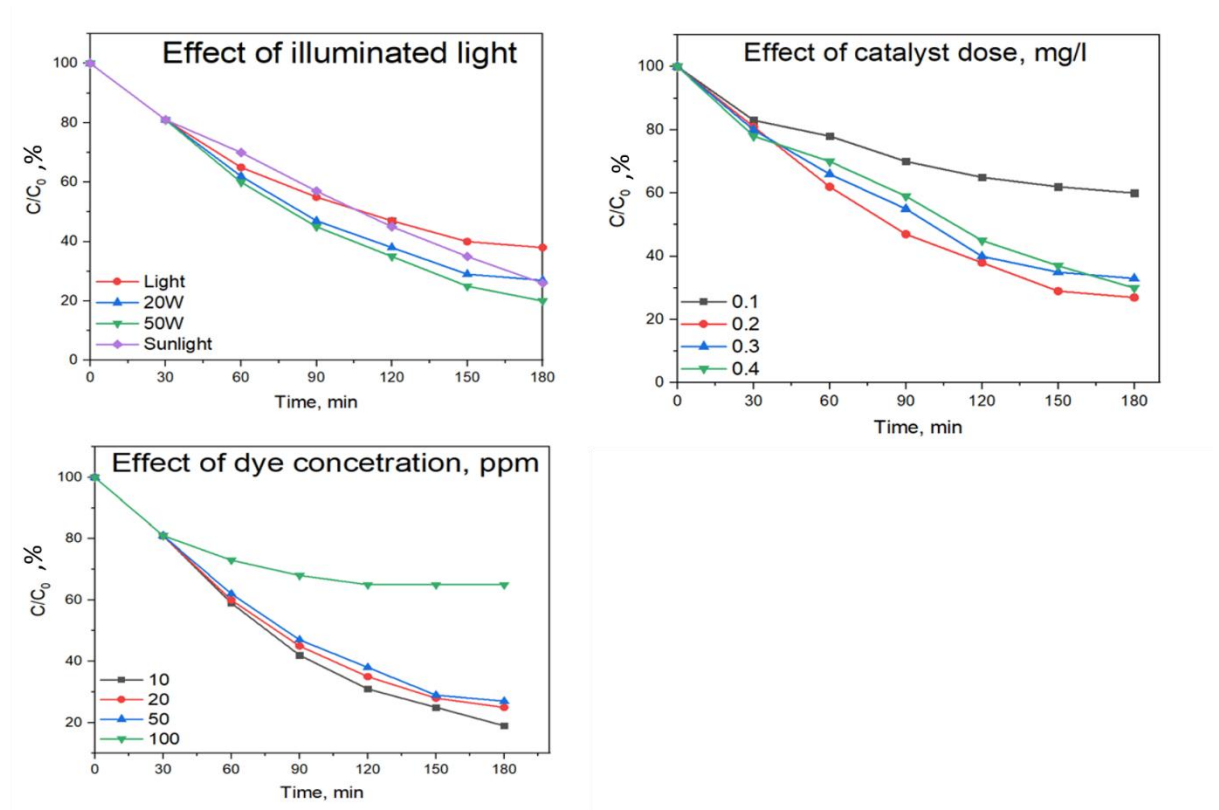 Effect of illuminated light
100
80
60
40
20
0
C/C0 ,%
Light
20W
50W
Sunlight
0 30 60 90 120 150 180
Time, min
Effect of catalyst dose, mg/l
100
80
60
40
20
0
C/C0 ,%
0.1
0.2
0.3
0.4
0 30 60 90 120 150 180
Time, min
Effect of dye concetration, ppm
100
80
60
40
20
C/C0 ,%
10
20
50
100
0 30 60 90 120 150 180
Time, min